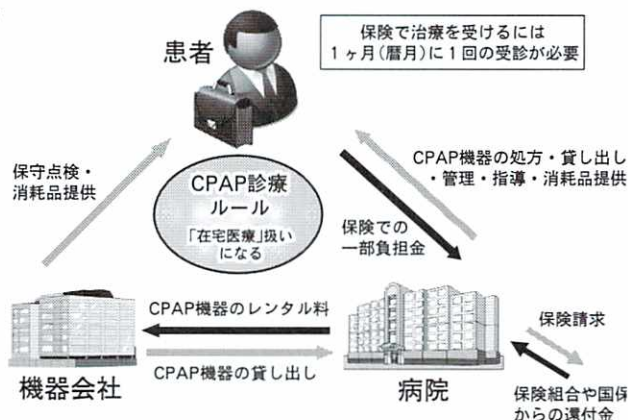 患者
保険で治療を受けるには
1ヶ月(暦月)に1回の受診が必要
保守点検・
消耗品提供
CPAP診療
ルール
「在宅医療」扱い
になる
CPAP機器の処方・貸し出し
・管理・指導・消耗品提供
保険での
一部負担金
CPAP機器のレンタル料
CPAP機器の貸し出し
機器会社
病院
保険請求
保険組合や国保
からの還付金